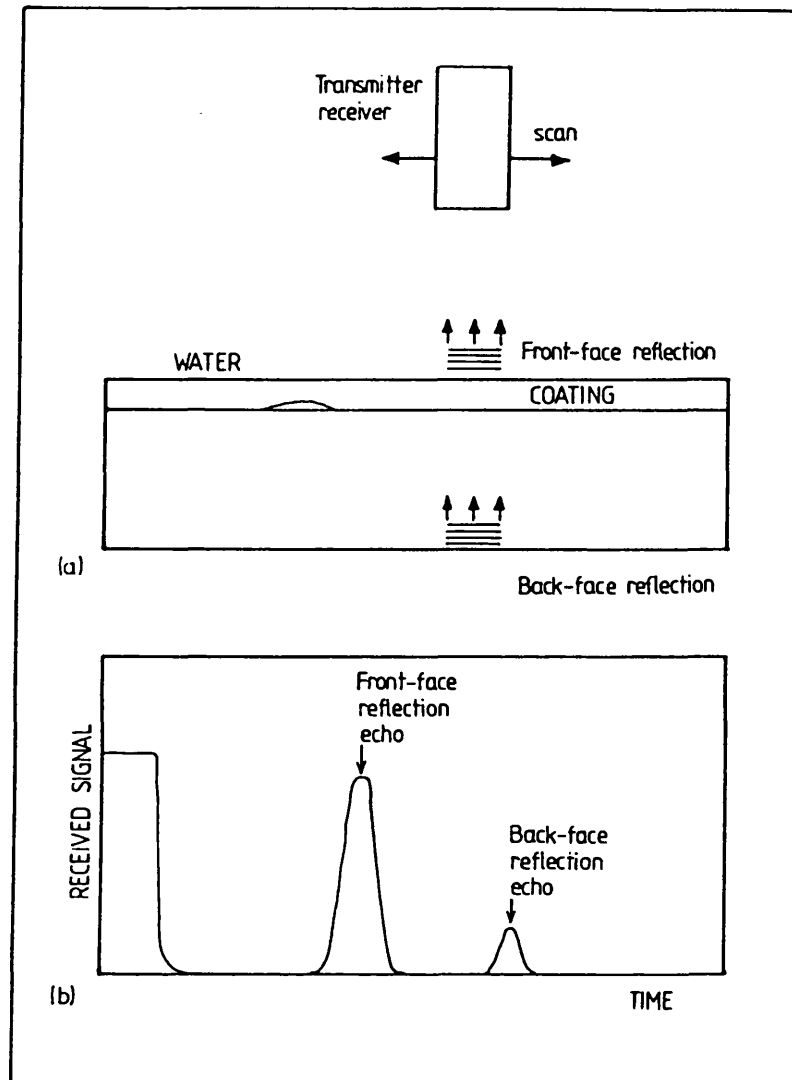 Transmitter
receiver
scan
Front-face reflection
WATER
COATING
(a)
Back-face reflection
RECEIVED SIGNAL
Front-face
reflection
echo
Back-face
reflection
echo
(b)
TIME